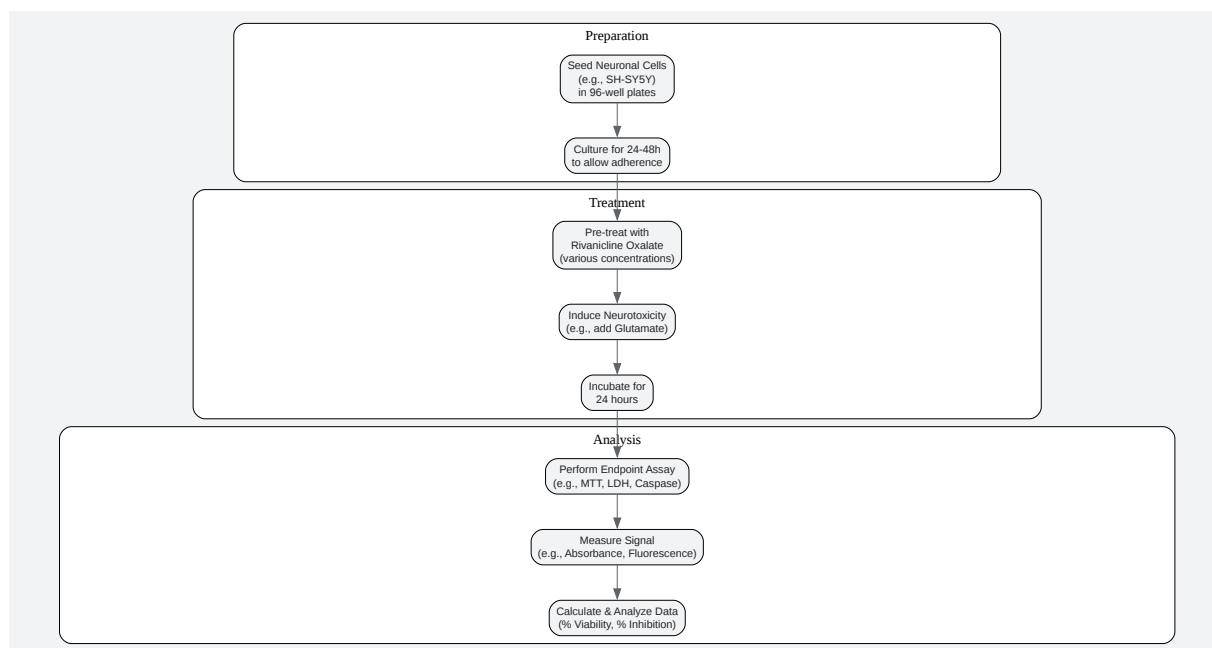 Preparation
Seed Neuronal Cells
(e.g., SH-SY5Y)
in 96-well plates
Culture for 24-48h
to allow adherence
Treatment
Pre-treat with
Rivanicline Oxalate
(various concentrations)
Induce Neurotoxicity
(e.g., add Glutamate)
Incubate for
24 hours
Analysis
Perform Endpoint Assay
(e.g., MTT, LDH, Caspase)
Measure Signal
(e.g., Absorbance, Fluorescence)
Calculate & Analyze Data
(% Viability, % Inhibition)